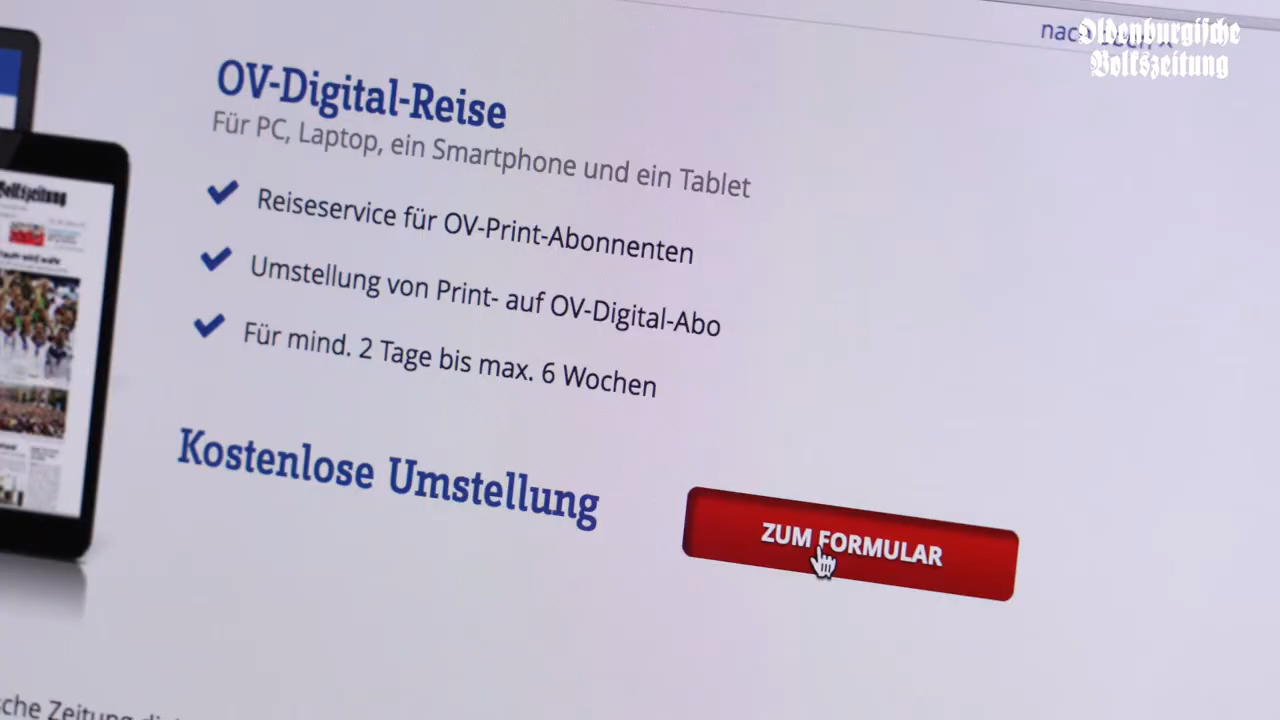 Oldenburgische
Volkszeitung
OV-Digital-Reise
Für PC, Laptop, ein Smartphone und ein Tablet
Reiseservice für OV-Print-Abonnenten
Umstellung von Print- auf OV-Digital-Abo
Für mind. 2 Tage bis max. 6 Wochen
Kostenlose Umstellung
ZUM FORMULAR
Zeitung